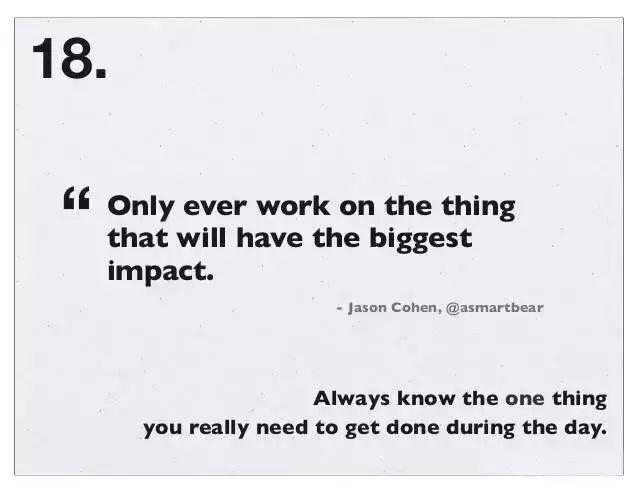 18.
“ Only ever work on the thing
that will have the biggest
impact.
- Jason Cohen, @asmartbear
Always know the one thing
you really need to get done during the day.